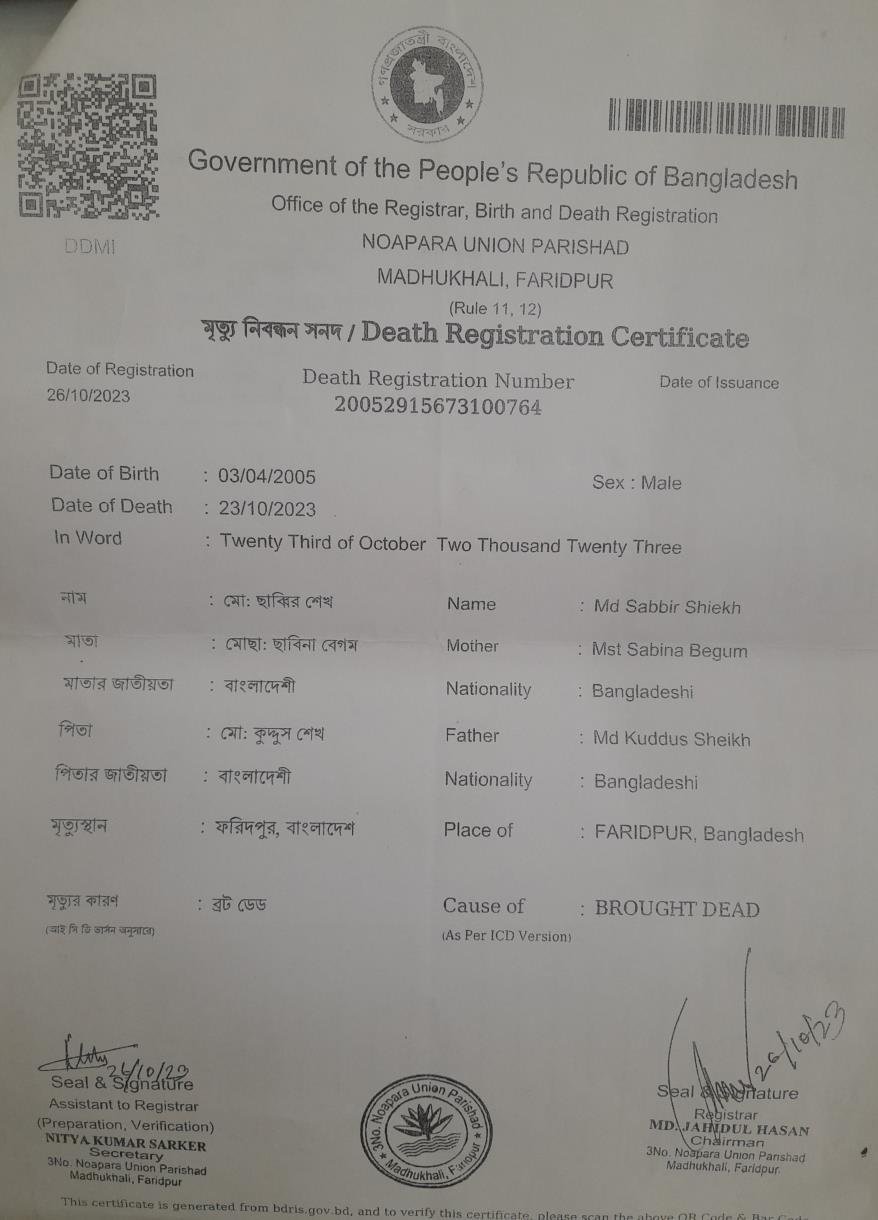 গণপ্রজাতন্ত্রী বাংলাদেশ
সরকার
Government of the People's Republic of Bangladesh
Office of the Registrar, Birth and Death Registration
DDMI
NOAPARA UNION PARISHAD
MADHUKHALI, FARIDPUR
(Rule 11, 12)
মৃত্যু নিবন্ধন সনদ / Death Registration Certificate
Date of Registration Death Registration Number Date of Issuance
26/10/2023 20052915673100764
Date of Birth : 03/04/2005 Sex : Male
Date of Death : 23/10/2023
In Word : Twenty Third of October Two Thousand Twenty Three
নাম : মো: ছাব্বির শেখ Name : Md Sabbir Shiekh
মাতা : মোছা: ছাবিনা বেগম Mother : Mst Sabina Begum
মাতার জাতীয়তা : বাংলাদেশী Nationality : Bangladeshi
পিতা : মো: কুদ্দুস শেখ Father : Md Kuddus Sheikh
পিতার জাতীয়তা : বাংলাদেশী Nationality : Bangladeshi
মৃত্যুস্থান : ফরিদপুর, বাংলাদেশ Place of : FARIDPUR, Bangladesh
মৃত্যুর কারণ : ব্রট ডেড Cause of : BROUGHT DEAD
(আই সি ডি ভার্সন অনুসারে) (As Per ICD Version)
26/10/23
Seal & Signature
Assistant to Registrar
(Preparation, Verification)
NITYA KUMAR SARKER
Secretary
3No. Noapara Union Parishad
Madhukhali, Faridpur
3No. Noapara Union Parishad
Madhukhali, Faridpur
26/10/23
Seal & Signature
Registrar
MD. JAHIDUL HASAN
Chairman
3No. Noapara Union Parishad
Madhukhali, Faridpur.
This certificate is generated from bdris.gov.bd, and to verify this certificate, please scan the above QR Code & Bar Code